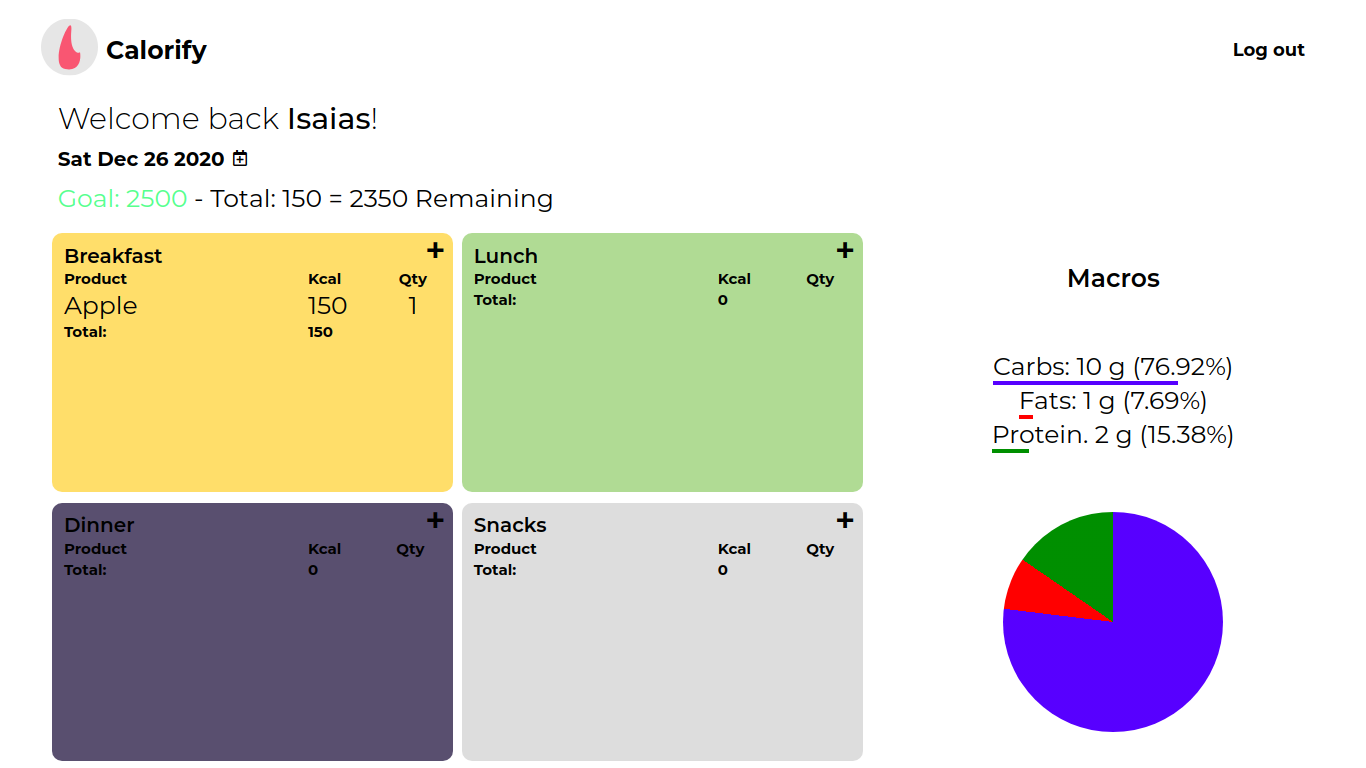 Calorify
Log out
Welcome back Isaias!
Sat Dec 26 2020
Goal: 2500 - Total: 150 = 2350 Remaining
Breakfast +
Product Kcal Qty
Apple 150 1
Total: 150
Lunch +
Product Kcal Qty
Total: 0
Dinner +
Product Kcal Qty
Total: 0
Snacks +
Product Kcal Qty
Total: 0
Macros
Carbs: 10 g (76.92%)
Fats: 1 g (7.69%)
Protein. 2 g (15.38%)